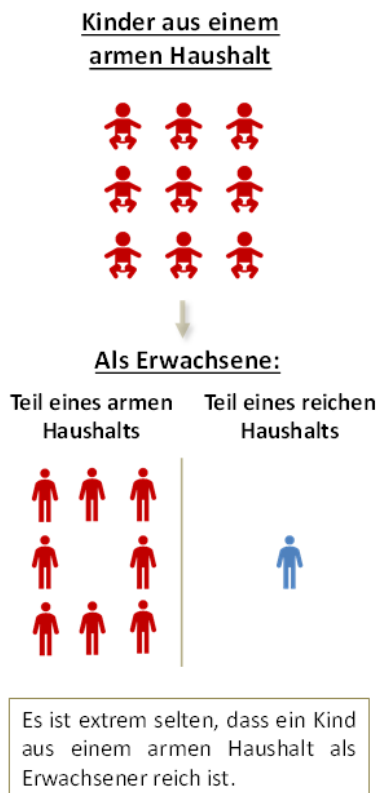 Kinder aus einem
armen Haushalt
Als Erwachsene:
Teil eines armen
Haushalts
Teil eines reichen
Haushalts
Es ist extrem selten, dass ein Kind
aus einem armen Haushalt als
Erwachsener reich ist.